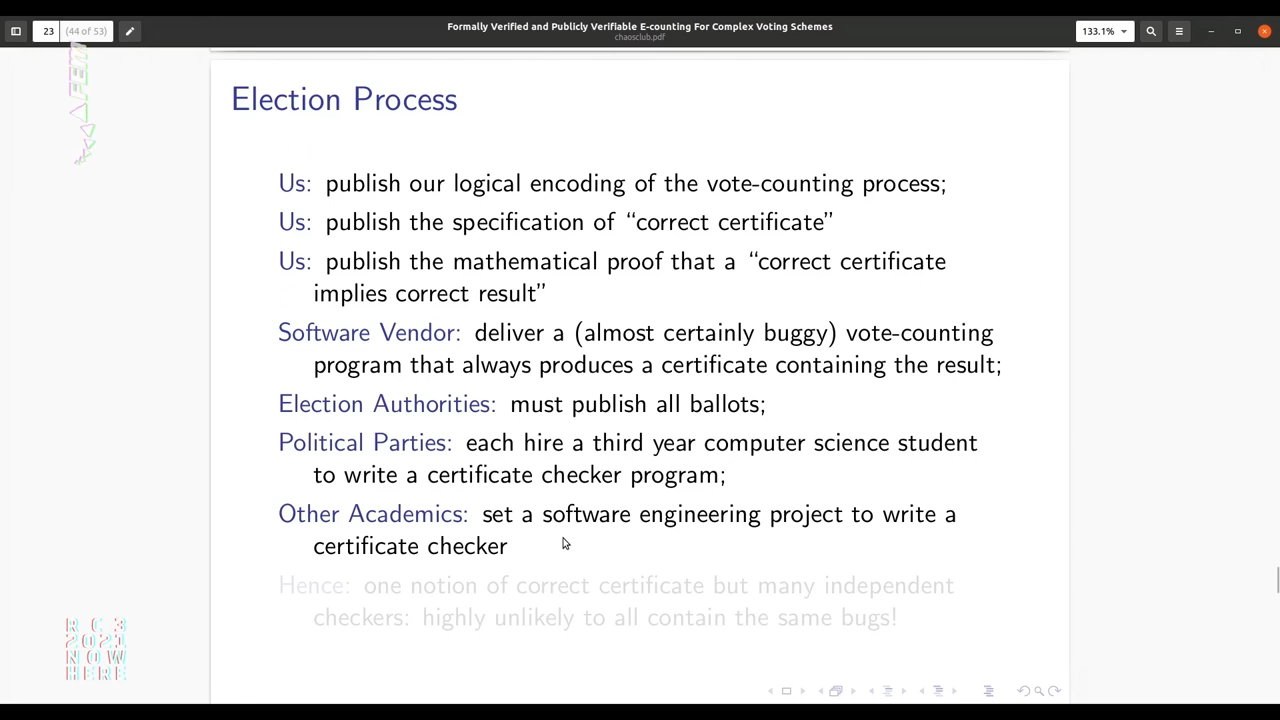 23 (44 of 53)
Formally Verified and Publicly Verifiable E-counting For Complex Voting Schemes
chaosclub.pdf
133.1%
Election Process
Us: publish our logical encoding of the vote-counting process;
Us: publish the specification of “correct certificate”
Us: publish the mathematical proof that a “correct certificate
implies correct result”
Software Vendor: deliver a (almost certainly buggy) vote-counting
program that always produces a certificate containing the result;
Election Authorities: must publish all ballots;
Political Parties: each hire a third year computer science student
to write a certificate checker program;
Other Academics: set a software engineering project to write a
certificate checker
Hence: one notion of correct certificate but many independent
checkers: highly unlikely to all contain the same bugs!
R C 3
2021
NOW
HERE